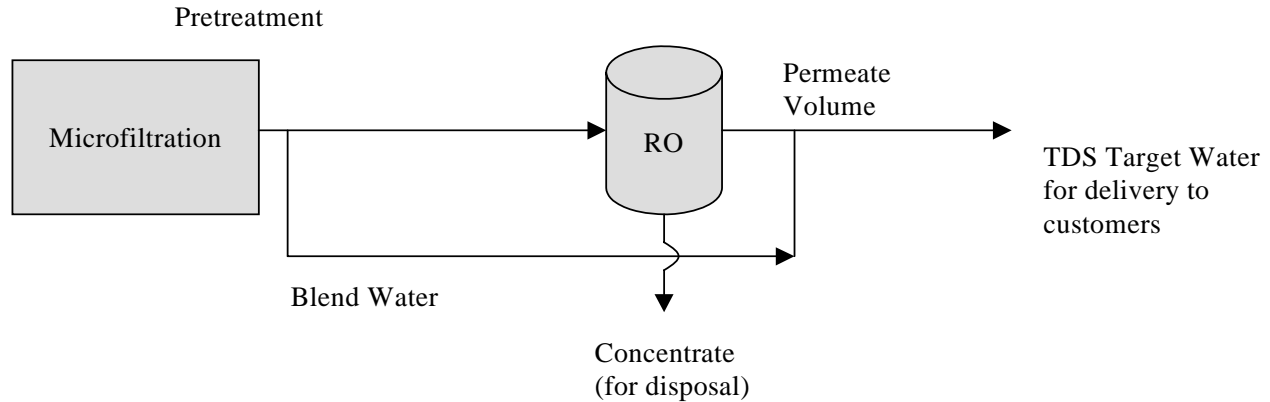 Pretreatment
Microfiltration
RO
Permeate
Volume
TDS Target Water
for delivery to
customers
Blend Water
Concentrate
(for disposal)